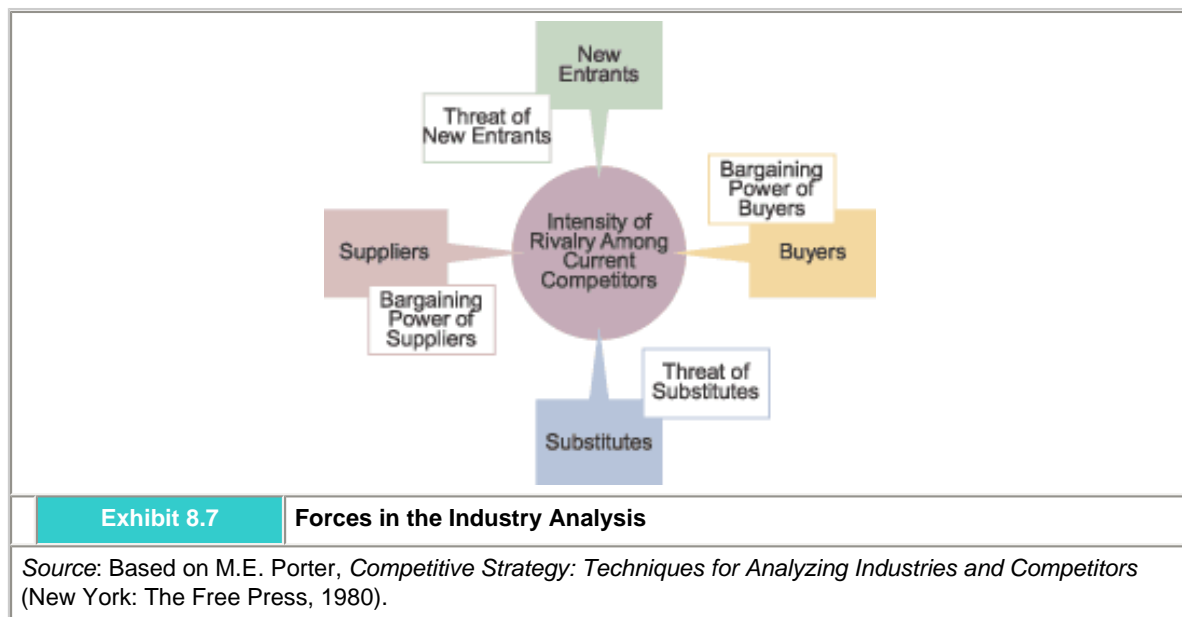 New
Entrants
Threat of
New Entrants
Bargaining
Power of
Buyers
Suppliers
Intensity of
Rivalry Among
Current
Competitors
Buyers
Bargaining
Power of
Suppliers
Threat of
Substitutes
Substitutes
Exhibit 8.7
Forces in the Industry Analysis
Source: Based on M.E. Porter, Competitive Strategy: Techniques for Analyzing Industries and Competitors
(New York: The Free Press, 1980).